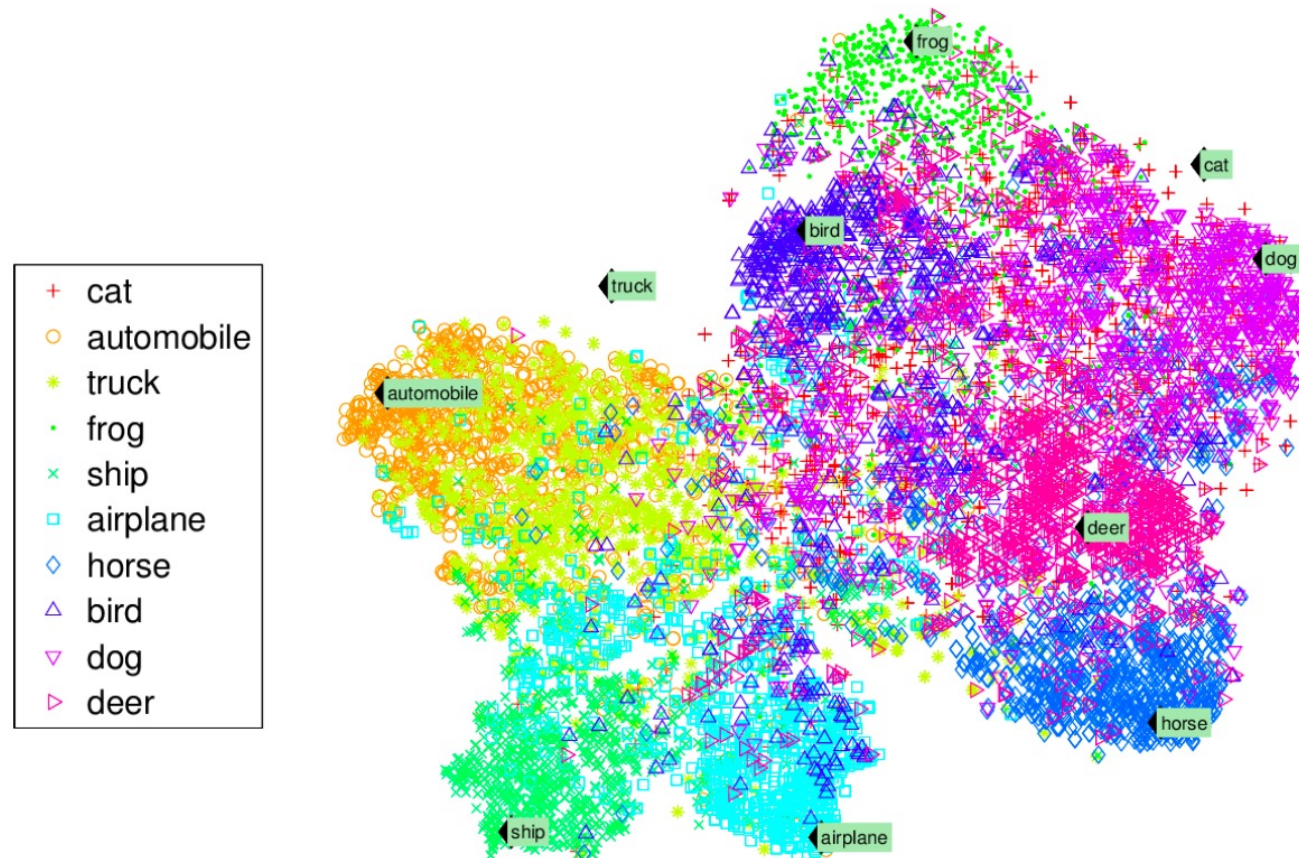 frog
cat
bird
dog
truck
automobile
deer
horse
ship
airplane
cat
automobile
truck
frog
ship
airplane
horse
bird
dog
deer